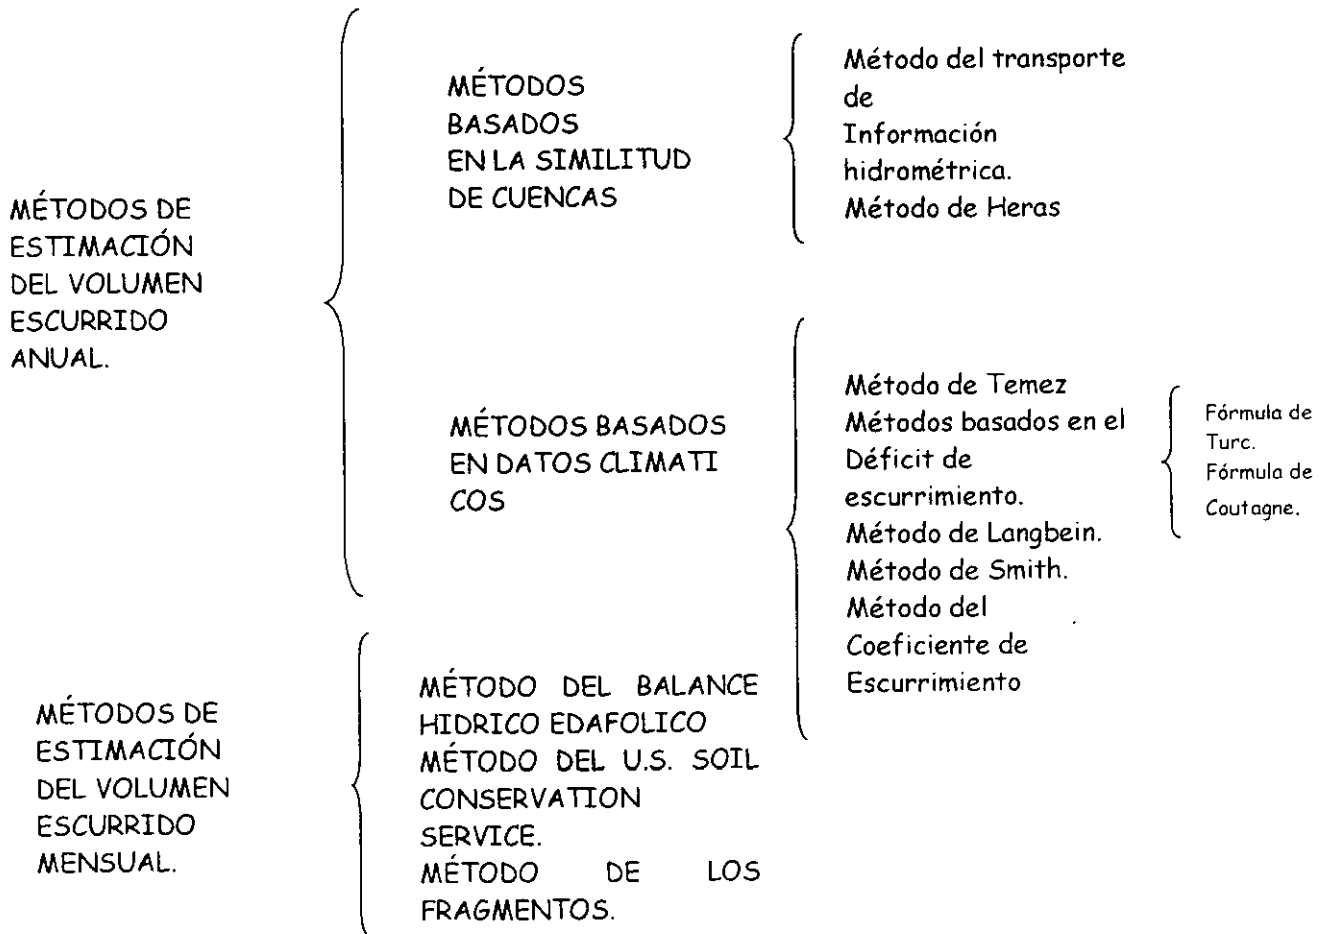 MÉTODOS DE
ESTIMACIÓN
DEL VOLUMEN
ESCURRIDO
ANUAL.
MÉTODOS
BASADOS
EN LA SIMILITUD
DE CUENCAS
Método del transporte
de
Información
hidrométrica.
Método de Heras
MÉTODOS BASADOS
EN DATOS CLIMATI
COS
Método de Temez
Métodos basados en el
Déficit de
escurrimiento.
Método de Langbein.
Método de Smith.
Método del
Coeficiente de
Escurrimiento
Fórmula de
Turc.
Fórmula de
Coutagne.
MÉTODOS DE
ESTIMACIÓN
DEL VOLUMEN
ESCURRIDO
MENSUAL.
MÉTODO DEL BALANCE
HIDRICO EDAFOLICO
MÉTODO DEL U.S. SOIL
CONSERVATION
SERVICE.
MÉTODO DE LOS
FRAGMENTOS.